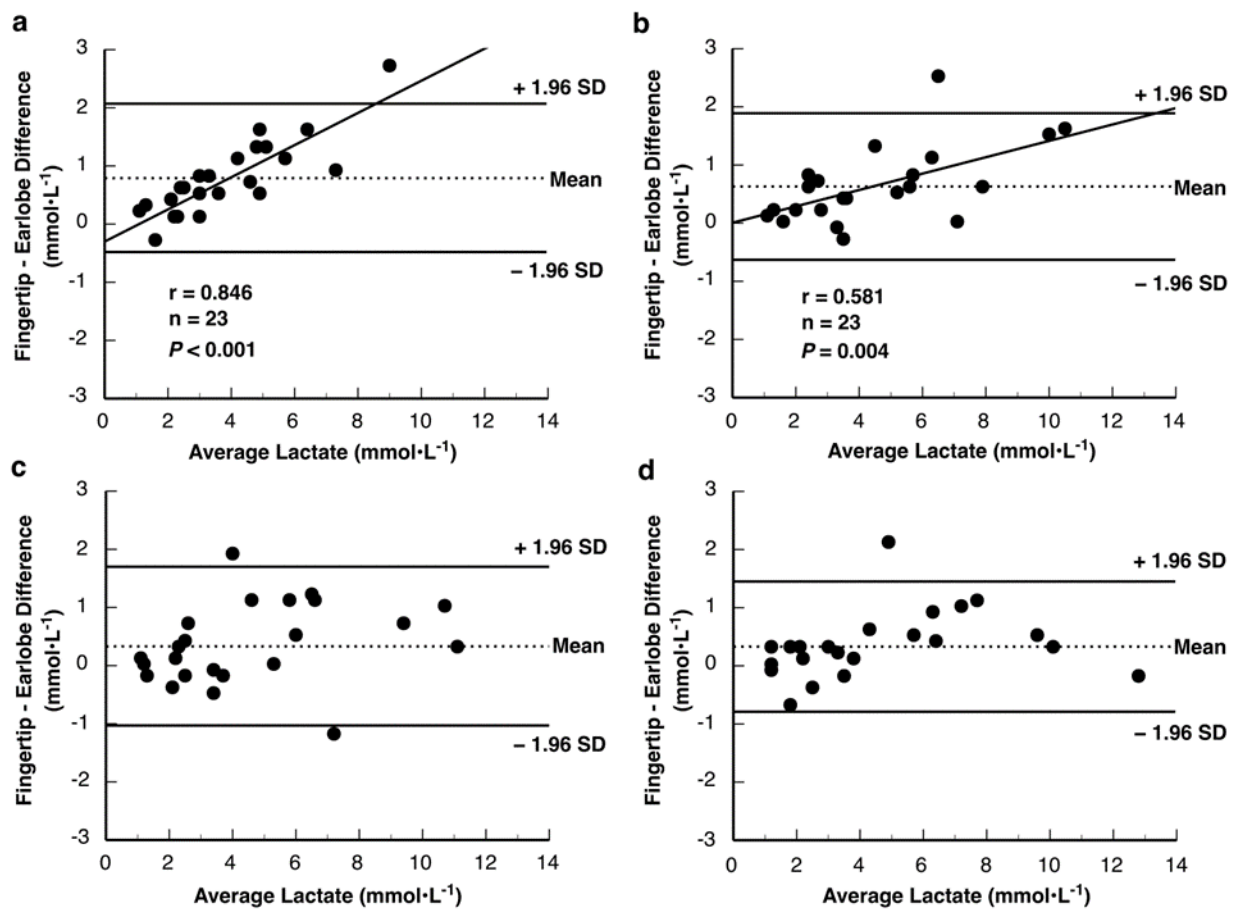 a
Fingertip - Earlobe Difference
(mmol·L-1)
3
2
1
0
-1
-2
-3
+ 1.96 SD
Mean
– 1.96 SD
r = 0.846
n = 23
P < 0.001
0 2 4 6 8 10 12 14
Average Lactate (mmol·L-1)
b
Fingertip - Earlobe Difference
(mmol·L-1)
3
2
1
0
-1
-2
-3
+ 1.96 SD
Mean
– 1.96 SD
r = 0.581
n = 23
P = 0.004
0 2 4 6 8 10 12 14
Average Lactate (mmol·L-1)
c
Fingertip - Earlobe Difference
(mmol·L-1)
3
2
1
0
-1
-2
-3
+ 1.96 SD
Mean
– 1.96 SD
0 2 4 6 8 10 12 14
Average Lactate (mmol·L-1)
d
Fingertip - Earlobe Difference
(mmol·L-1)
3
2
1
0
-1
-2
-3
+ 1.96 SD
Mean
– 1.96 SD
0 2 4 6 8 10 12 14
Average Lactate (mmol·L-1)